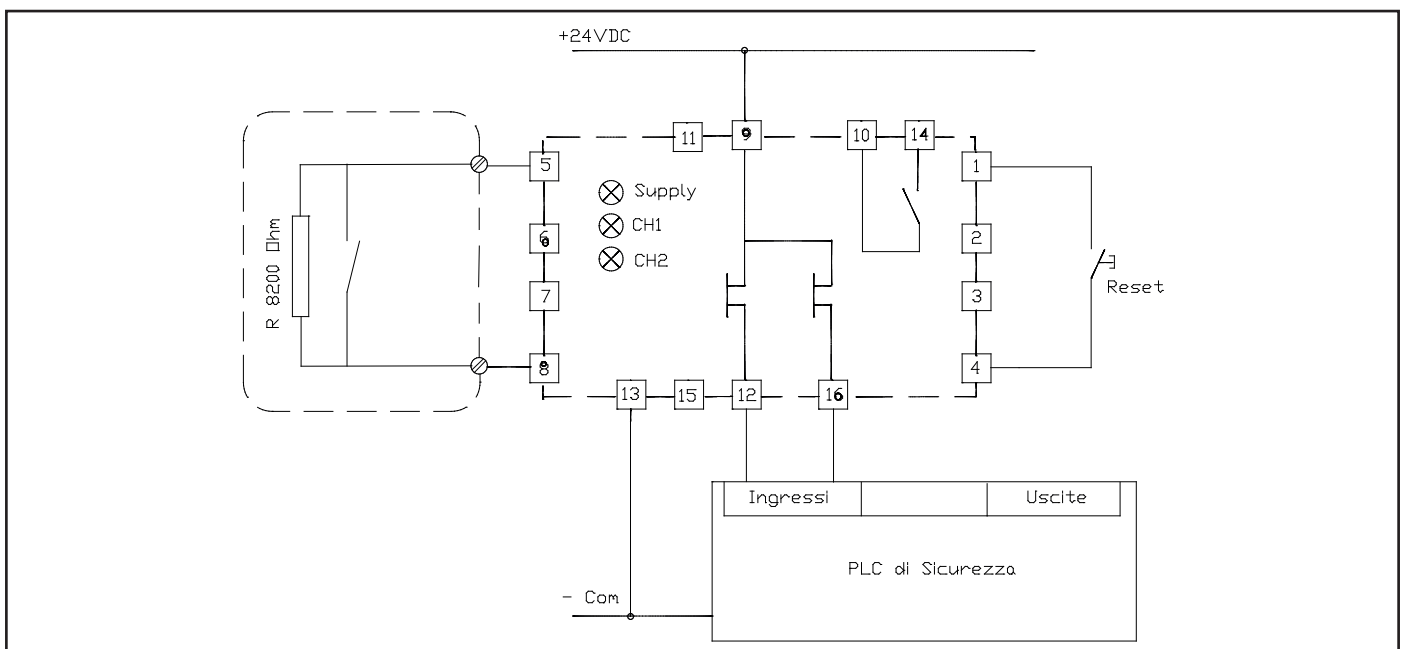 +24VDC
11 9 10 14
5 1
Supply
CH1
6 2
CH2
R 8200 Ohm
7 3
Reset
8 4
13 15 12 16
Ingressi Uscite
PLC di Sicurezza
- Com